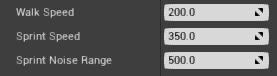 Walk Speed 200.0
Sprint Speed 350.0
Sprint Noise Range 500.0